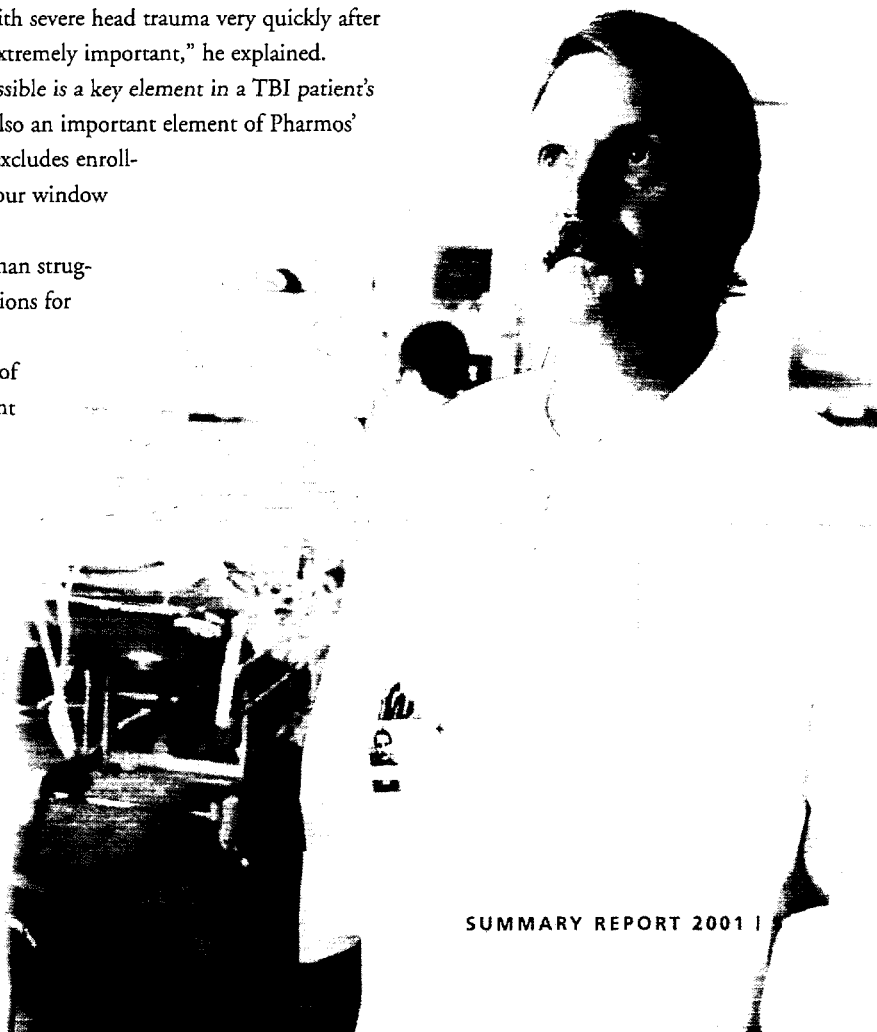 ith severe head trauma very quickly after
xtremely important,” he explained.
ssible is a key element in a TBI patient's
lso an important element of Pharmos'
xcludes enroll-
our window
nan strug-
ions for
of
nt
SUMMARY REPORT 2001 |